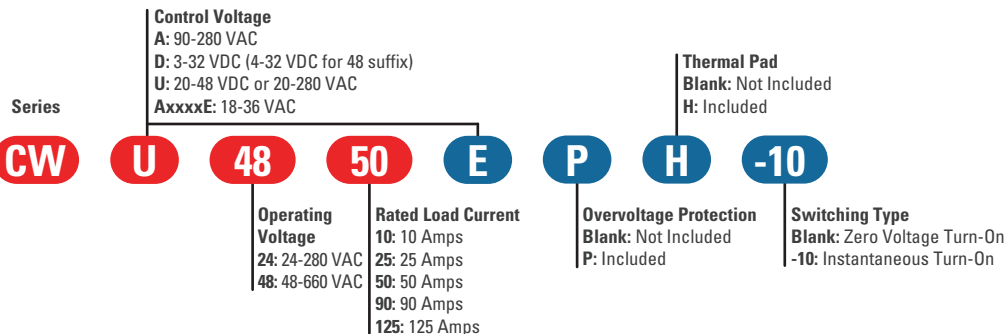 Control Voltage
A: 90-280 VAC
D: 3-32 VDC (4-32 VDC for 48 suffix)
U: 20-48 VDC or 20-280 VAC
AxxxxE: 18-36 VAC
Thermal Pad
Blank: Not Included
H: Included
Series
CW U 48 50 E P H -10
Operating
Voltage
24: 24-280 VAC
48: 48-660 VAC
Rated Load Current
10: 10 Amps
25: 25 Amps
50: 50 Amps
90: 90 Amps
125: 125 Amps
Overvoltage Protection
Blank: Not Included
P: Included
Switching Type
Blank: Zero Voltage Turn-On
-10: Instantaneous Turn-On